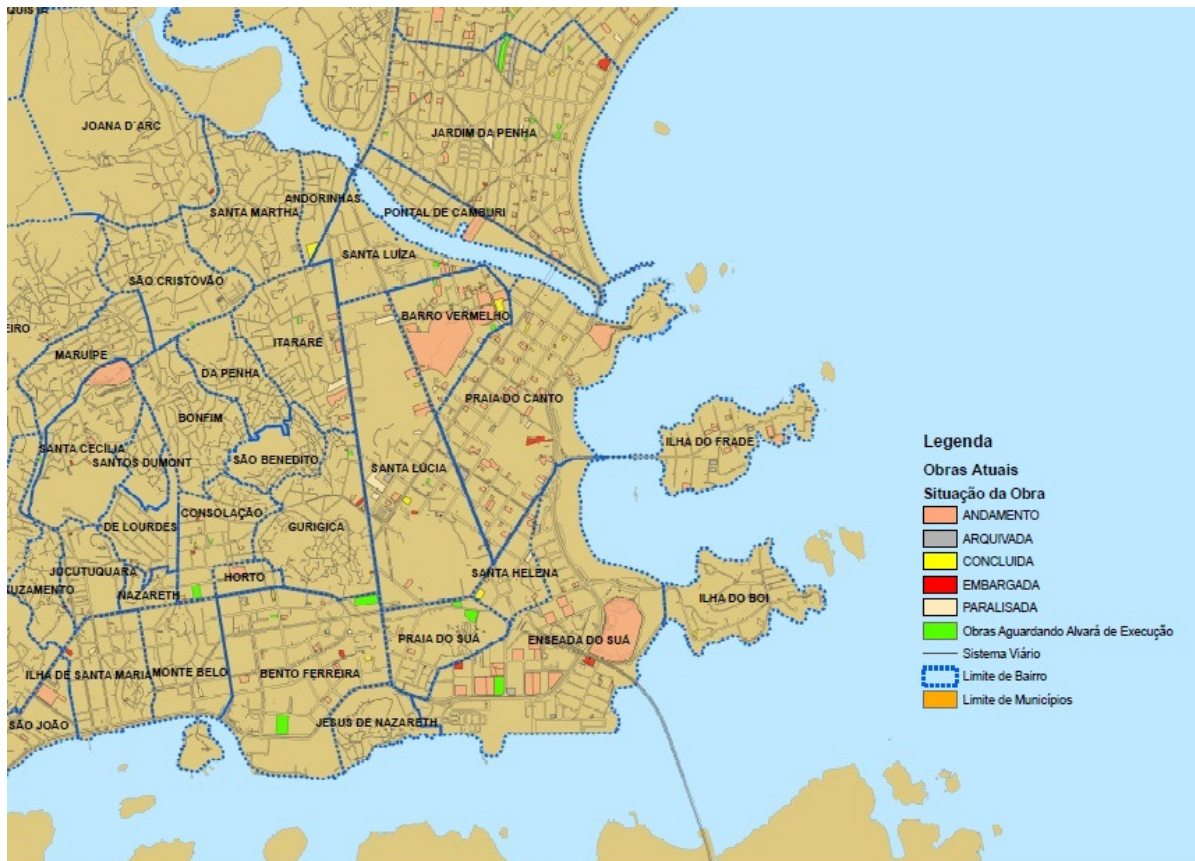 QUISTA
JOANA D´ARC
JARDIM DA PENHA
ANDORINHAS
SANTA MARTHA
PONTAL DE CAMBURI
SANTA LUÍZA
SÃO CRISTÓVÃO
BARRO VERMELHO
EIRO
ITARARÉ
MARUÍPE
DA PENHA
PRAIA DO CANTO
BONFIM
ILHA DO FRADE
SANTA CECÍLIA
SANTOS DUMONT
SÃO BENEDITO
SANTA LÚCIA
CONSOLAÇÃO
DE LOURDES
GURIGICA
JUCUTUQUARA
HORTO
SANTA HELENA
UZAMENTO
NAZARETH
ILHA DO BOI
PRAIA DO SUÁ
ENSEADA DO SUÁ
ILHA DE SANTA MARIA
MONTE BELO
BENTO FERREIRA
SÃO JOÃO
JESUS DE NAZARETH
Legenda
Obras Atuais
Situação da Obra
ANDAMENTO
ARQUIVADA
CONCLUIDA
EMBARGADA
PARALISADA
Obras Aguardando Alvará de Execução
Sistema Viário
Limite de Bairro
Limite de Municípios